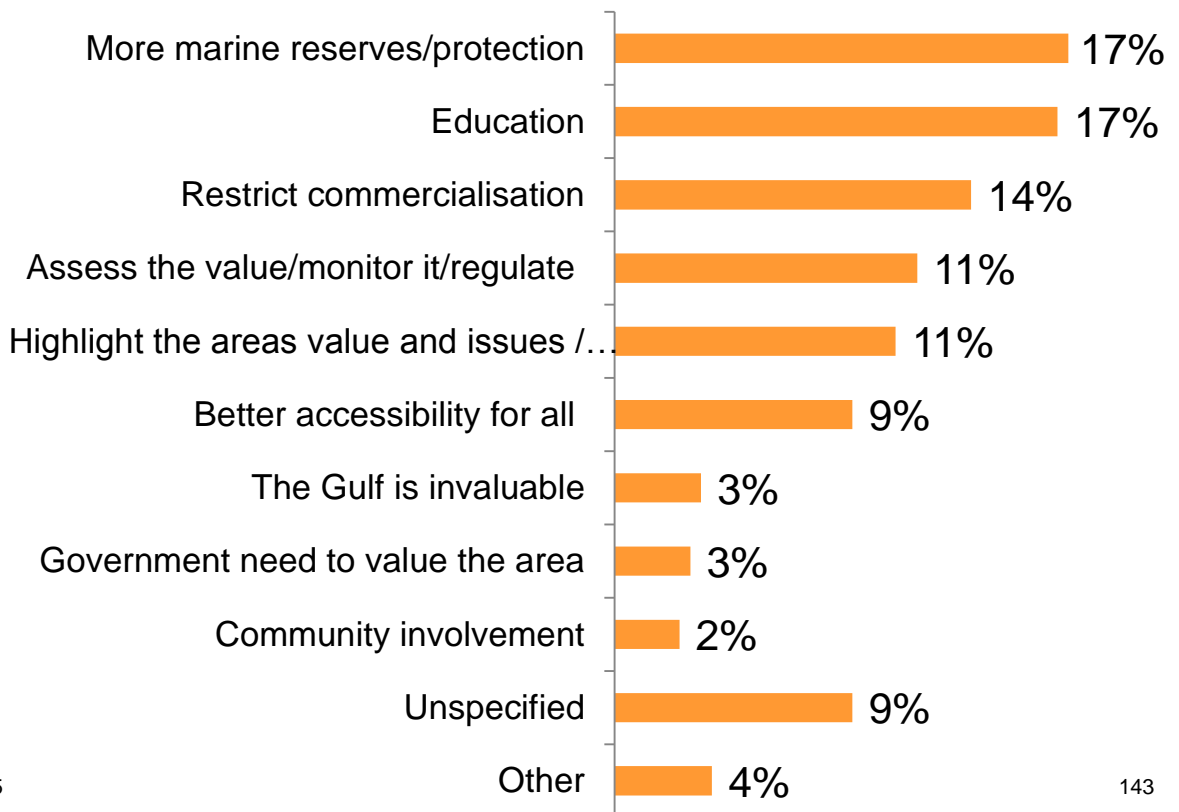 More marine reserves/protection 17%
Education 17%
Restrict commercialisation 14%
Assess the value/monitor it/regulate 11%
Highlight the areas value and issues /… 11%
Better accessibility for all 9%
The Gulf is invaluable 3%
Government need to value the area 3%
Community involvement 2%
Unspecified 9%
Other 4%
143